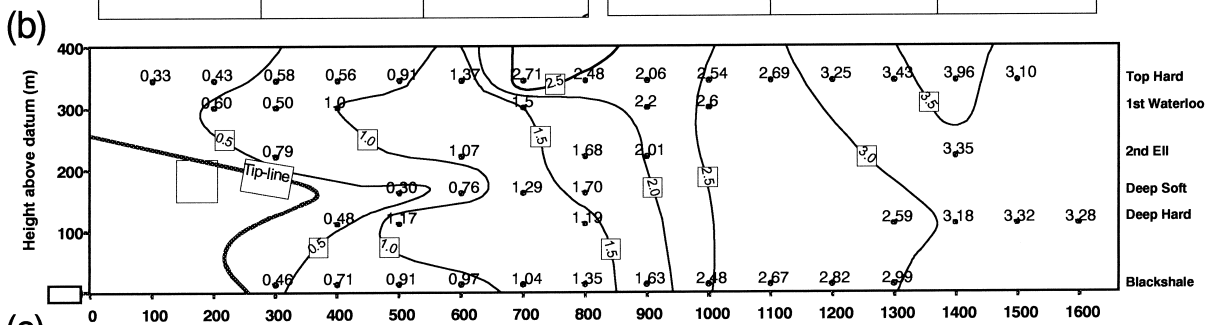 (b)
400
0.33 0.43 0.58 0.56 0.91 1.37 2.71 2.48 2.06 2.54 2.69 3.25 3.43 3.96 3.10 Top Hard
2.5
300 0.60 0.50 1.0 1.5 2.2 2.6 3.5 1st Waterloo
0.5 1.0 1.5
0.79 1.07 1.68 2.01 3.0 3.35 2nd Ell
200 Tip-line
0.30 0.76 1.29 1.70 2.0 2.5 Deep Soft
0.48 1.17 1.19 2.59 3.18 3.32 3.28 Deep Hard
100
0.5 1.0 1.5
0.46 0.71 0.91 0.97 1.04 1.35 1.63 2.48 2.67 2.82 2.99 Blackshale
0 100 200 300 400 500 600 700 800 900 1000 1100 1200 1300 1400 1500 1600
Height above datum (m)